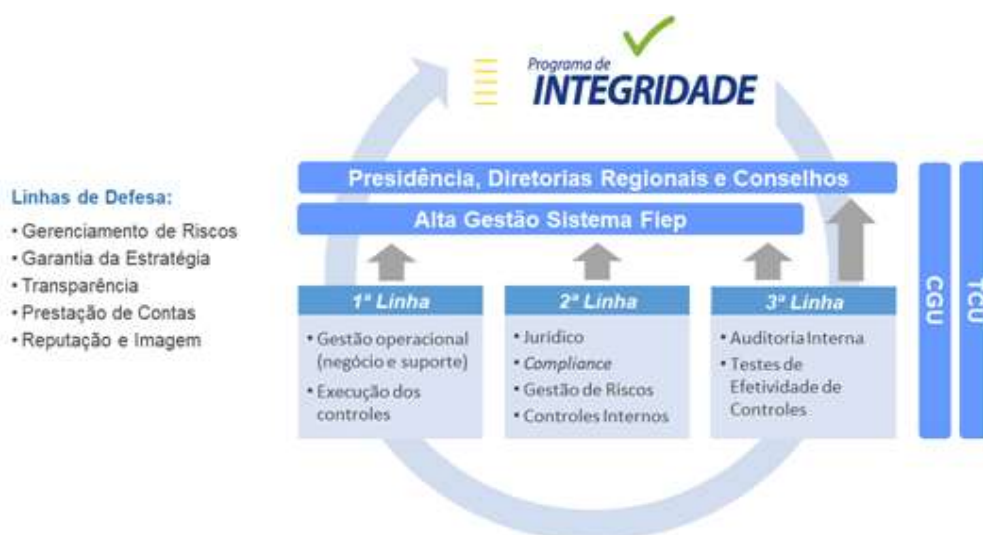 Programa de
INTEGRIDADE
Linhas de Defesa:
• Gerenciamento de Riscos
• Garantia da Estratégia
• Transparência
• Prestação de Contas
• Reputação e Imagem
Presidência, Diretorias Regionais e Conselhos
Alta Gestão Sistema Fiep
1ª Linha
• Gestão operacional
(negócio e suporte)
• Execução dos
controles
2ª Linha
• Jurídico
• Compliance
• Gestão de Riscos
• Controles Internos
3ª Linha
• Auditoria Interna
• Testes de
Efetividade de
Controles
CGU
TCU